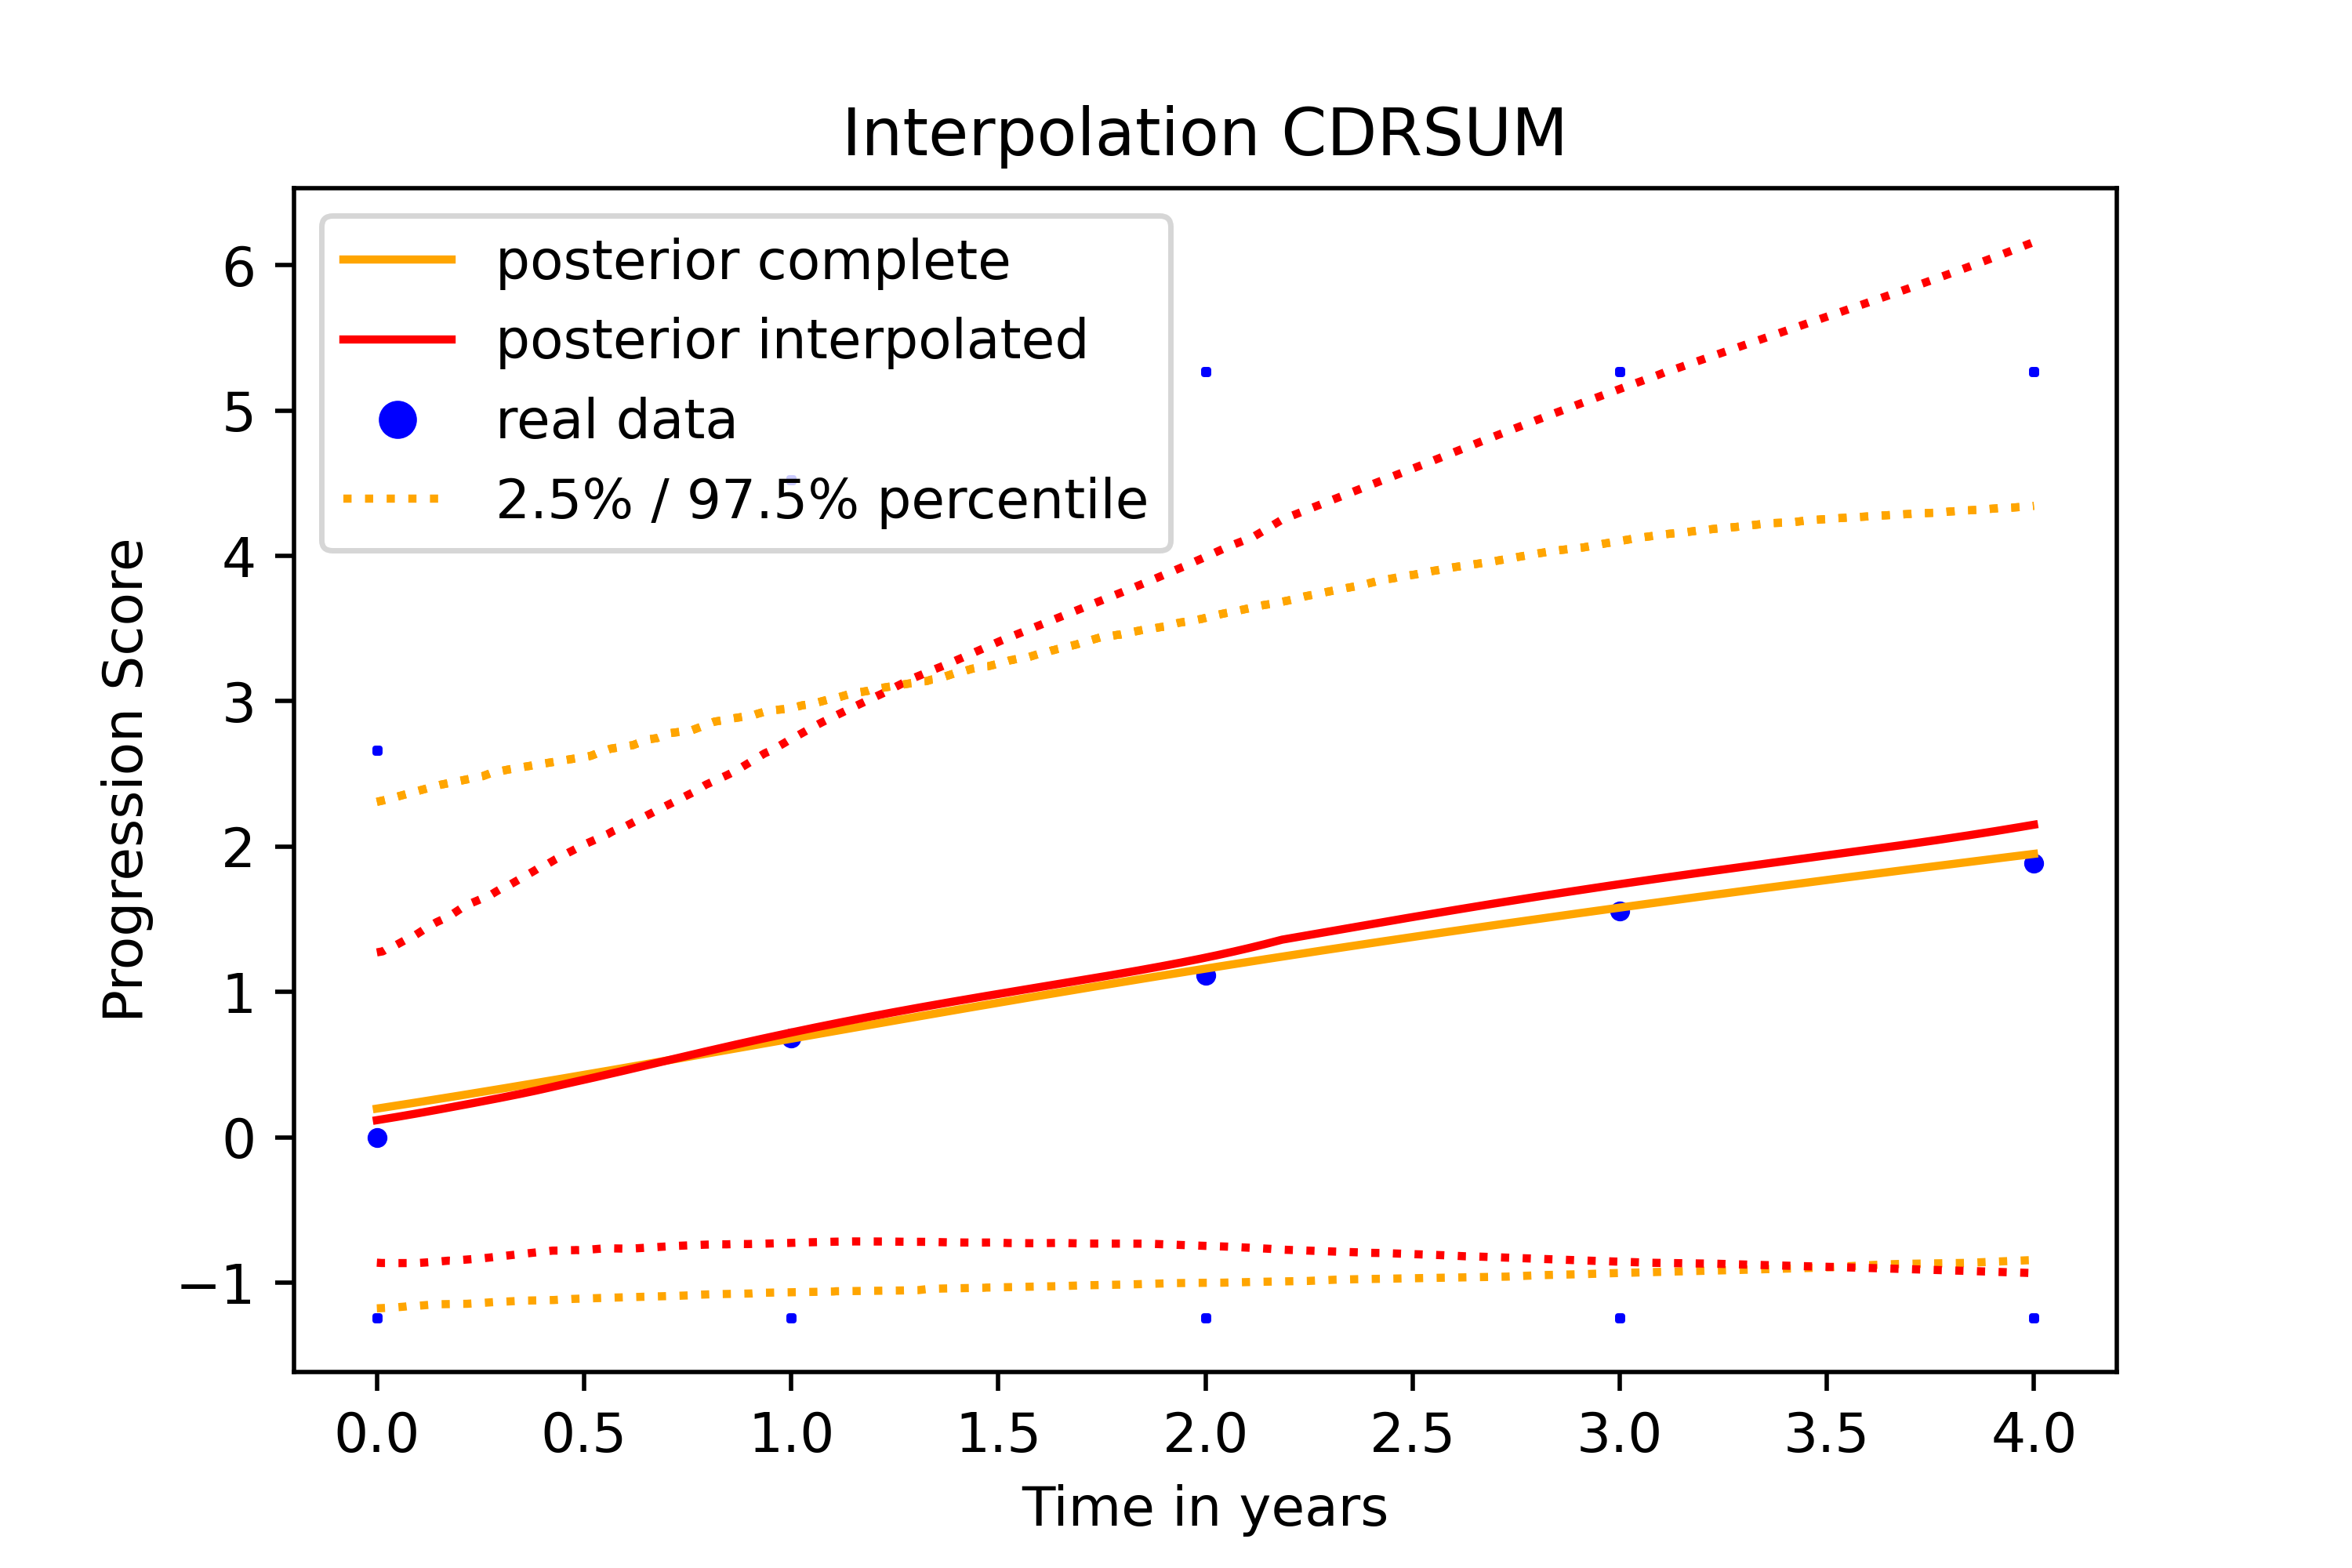 Interpolation CDRSUM
posterior complete
posterior interpolated
real data
2.5% / 97.5% percentile
Progression Score
6
5
4
3
2
1
0
−1
0.0 0.5 1.0 1.5 2.0 2.5 3.0 3.5 4.0
Time in years